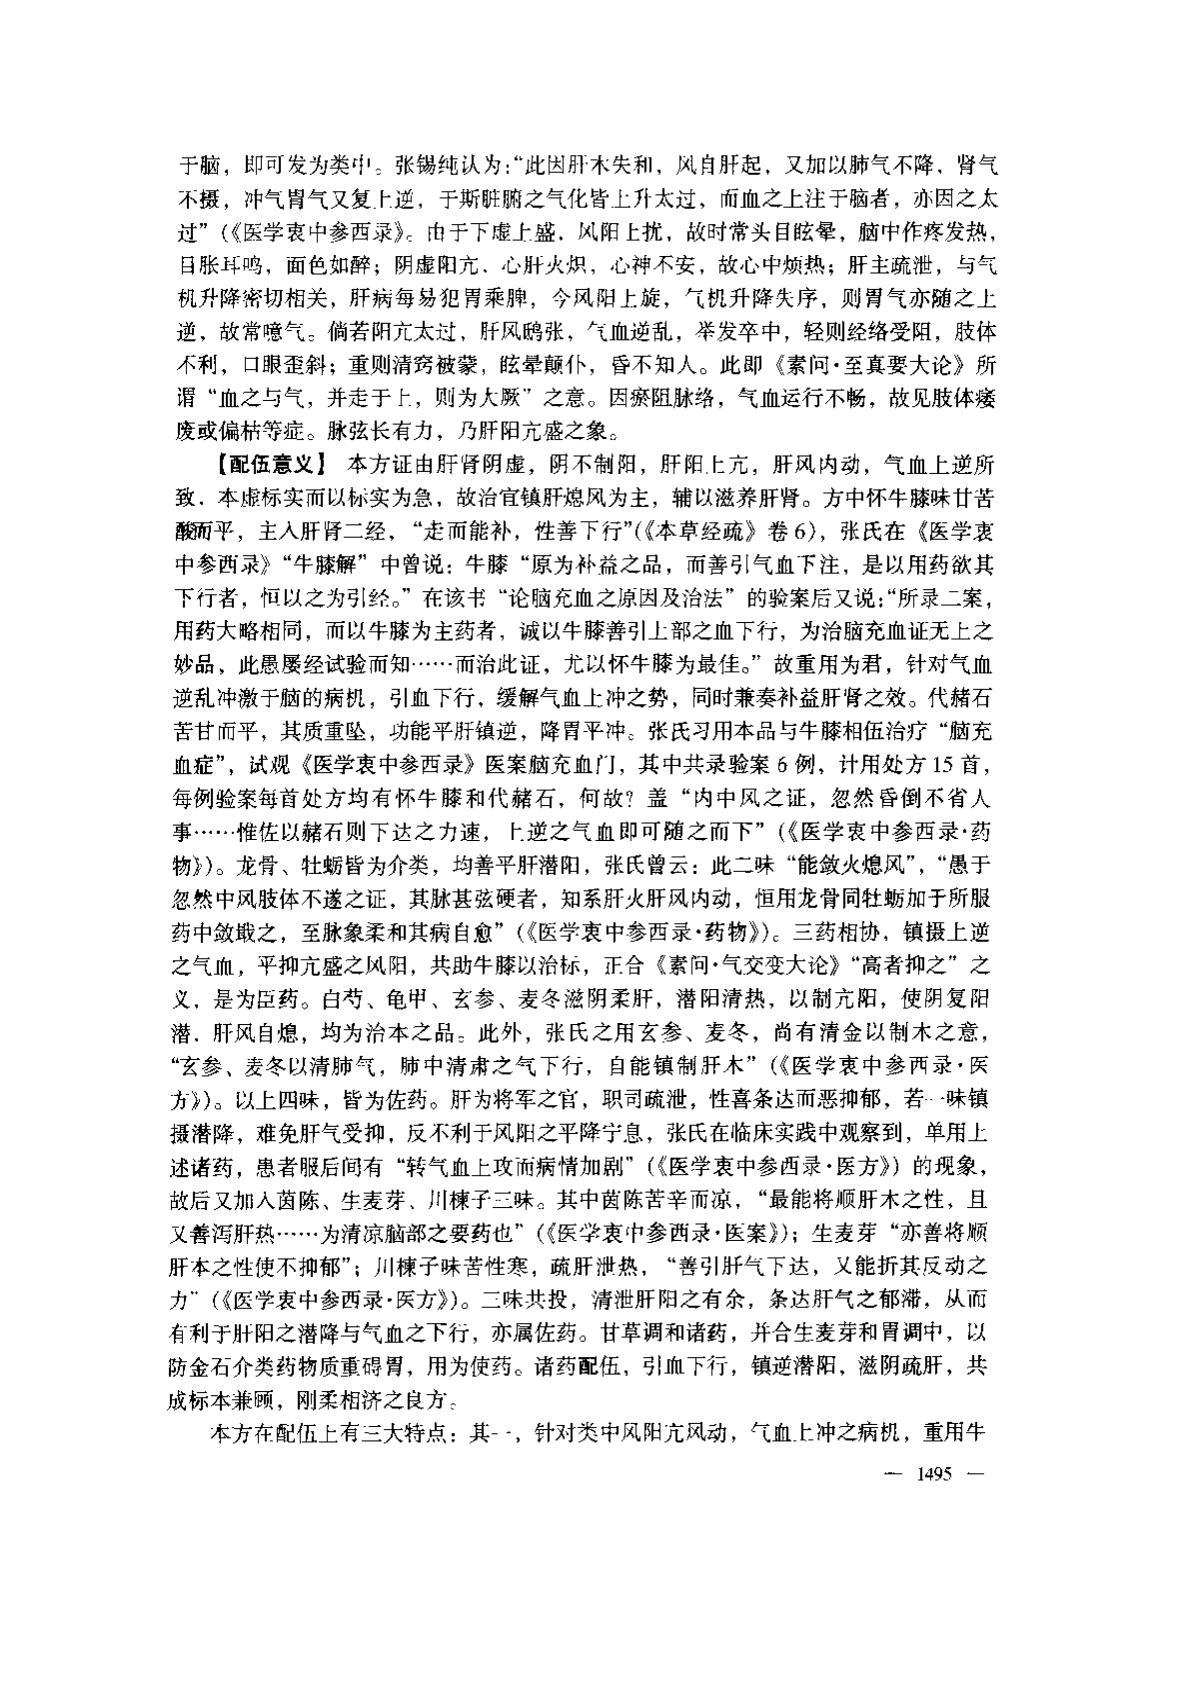 于脑，即可发为类中。张锡纯认为：“此因肝木失和，风自肝起，又加以肺气不降，肾气
不摄，冲气胃气又复上逆，于斯脏腑之气化皆上升太过，而血之上注于脑者，亦因之太
过”（《医学衷中参西录》。由于下虚上盛，风阳上扰，故时常头目眩晕，脑中作疼发热，
目胀耳鸣，面色如醉；阴虚阳亢，心肝火炽，心神不安，故心中烦热；肝主疏泄，与气
机升降密切相关，肝病每易犯胃乘脾，今风阳上旋，气机升降失序，则胃气亦随之上
逆，故常噫气。倘若阳亢太过，肝风鸱张，气血逆乱，举发卒中，轻则经络受阻，肢体
不利，口眼歪斜；重则清窍被蒙，眩晕颠仆，昏不知人。此即《素问·至真要大论》所
谓“血之与气，并走于上，则为大厥”之意。因瘀阻脉络，气血运行不畅，故见肢体痿
废或偏枯等症。脉弦长有力，乃肝阳亢盛之象。
【配伍意义】 本方证由肝肾阴虚，阴不制阳，肝阳上亢，肝风内动，气血上逆所
致，本虚标实而以标实为急，故治宜镇肝熄风为主，辅以滋养肝肾。方中怀牛膝味甘苦
酸而平，主入肝肾二经，“走而能补，性善下行”（《本草经疏》卷6），张氏在《医学衷
中参西录》“牛膝解”中曾说：牛膝“原为补益之品，而善引气血下注，是以用药欲其
下行者，恒以之为引经。”在该书“论脑充血之原因及治法”的验案后又说：“所录二案，
用药大略相同，而以牛膝为主药者，诚以牛膝善引上部之血下行，为治脑充血证无上之
妙品，此愚屡经试验而知……而治此证，尤以怀牛膝为最佳。”故重用为君，针对气血
逆乱冲激于脑的病机，引血下行，缓解气血上冲之势，同时兼奏补益肝肾之效。代赭石
苦甘而平，其质重坠，功能平肝镇逆，降胃平冲。张氏习用本品与牛膝相伍治疗“脑充
血症”，试观《医学衷中参西录》医案脑充血门，其中共录验案6例，计用处方15首，
每例验案每首处方均有怀牛膝和代赭石，何故？盖“内中风之证，忽然昏倒不省人
事……惟佐以赭石则下达之力速，上逆之气血即可随之而下”（《医学衷中参西录·药
物》）。龙骨、牡蛎皆为介类，均善平肝潜阳，张氏曾云：此二味“能敛火熄风”，“愚于
忽然中风肢体不遂之证，其脉甚弦硬者，知系肝火肝风内动，恒用龙骨同牡蛎加于所服
药中敛戢之，至脉象柔和其病自愈”（《医学衷中参西录·药物》）。三药相协，镇摄上逆
之气血，平抑亢盛之风阳，共助牛膝以治标，正合《素问·气交变大论》“高者抑之”之
义，是为臣药。白芍、龟甲、玄参、麦冬滋阴柔肝，潜阳清热，以制亢阳，使阴复阳
潜，肝风自熄，均为治本之品。此外，张氏之用玄参、麦冬，尚有清金以制木之意，
“玄参、麦冬以清肺气，肺中清肃之气下行，自能镇制肝木”（《医学衷中参西录·医
方》）。以上四味，皆为佐药。肝为将军之官，职司疏泄，性喜条达而恶抑郁，若一味镇
摄潜降，难免肝气受抑，反不利于风阳之平降宁息，张氏在临床实践中观察到，单用上
述诸药，患者服后间有“转气血上攻而病情加剧”（《医学衷中参西录·医方》）的现象，
故后又加入茵陈、生麦芽、川楝子三味。其中茵陈苦辛而凉，“最能将顺肝木之性，且
又善泻肝热……为清凉脑部之要药也”（《医学衷中参西录·医案》）；生麦芽“亦善将顺
肝本之性使不抑郁”；川楝子味苦性寒，疏肝泄热，“善引肝气下达，又能折其反动之
力”（《医学衷中参西录·医方》）。三味共投，清泄肝阳之有余，条达肝气之郁滞，从而
有利于肝阳之潜降与气血之下行，亦属佐药。甘草调和诸药，并合生麦芽和胃调中，以
防金石介类药物质重碍胃，用为使药。诸药配伍，引血下行，镇逆潜阳，滋阴疏肝，共
成标本兼顾，刚柔相济之良方。
本方在配伍上有三大特点：其一，针对类中风阳亢风动，气血上冲之病机，重用牛
— 1495 —